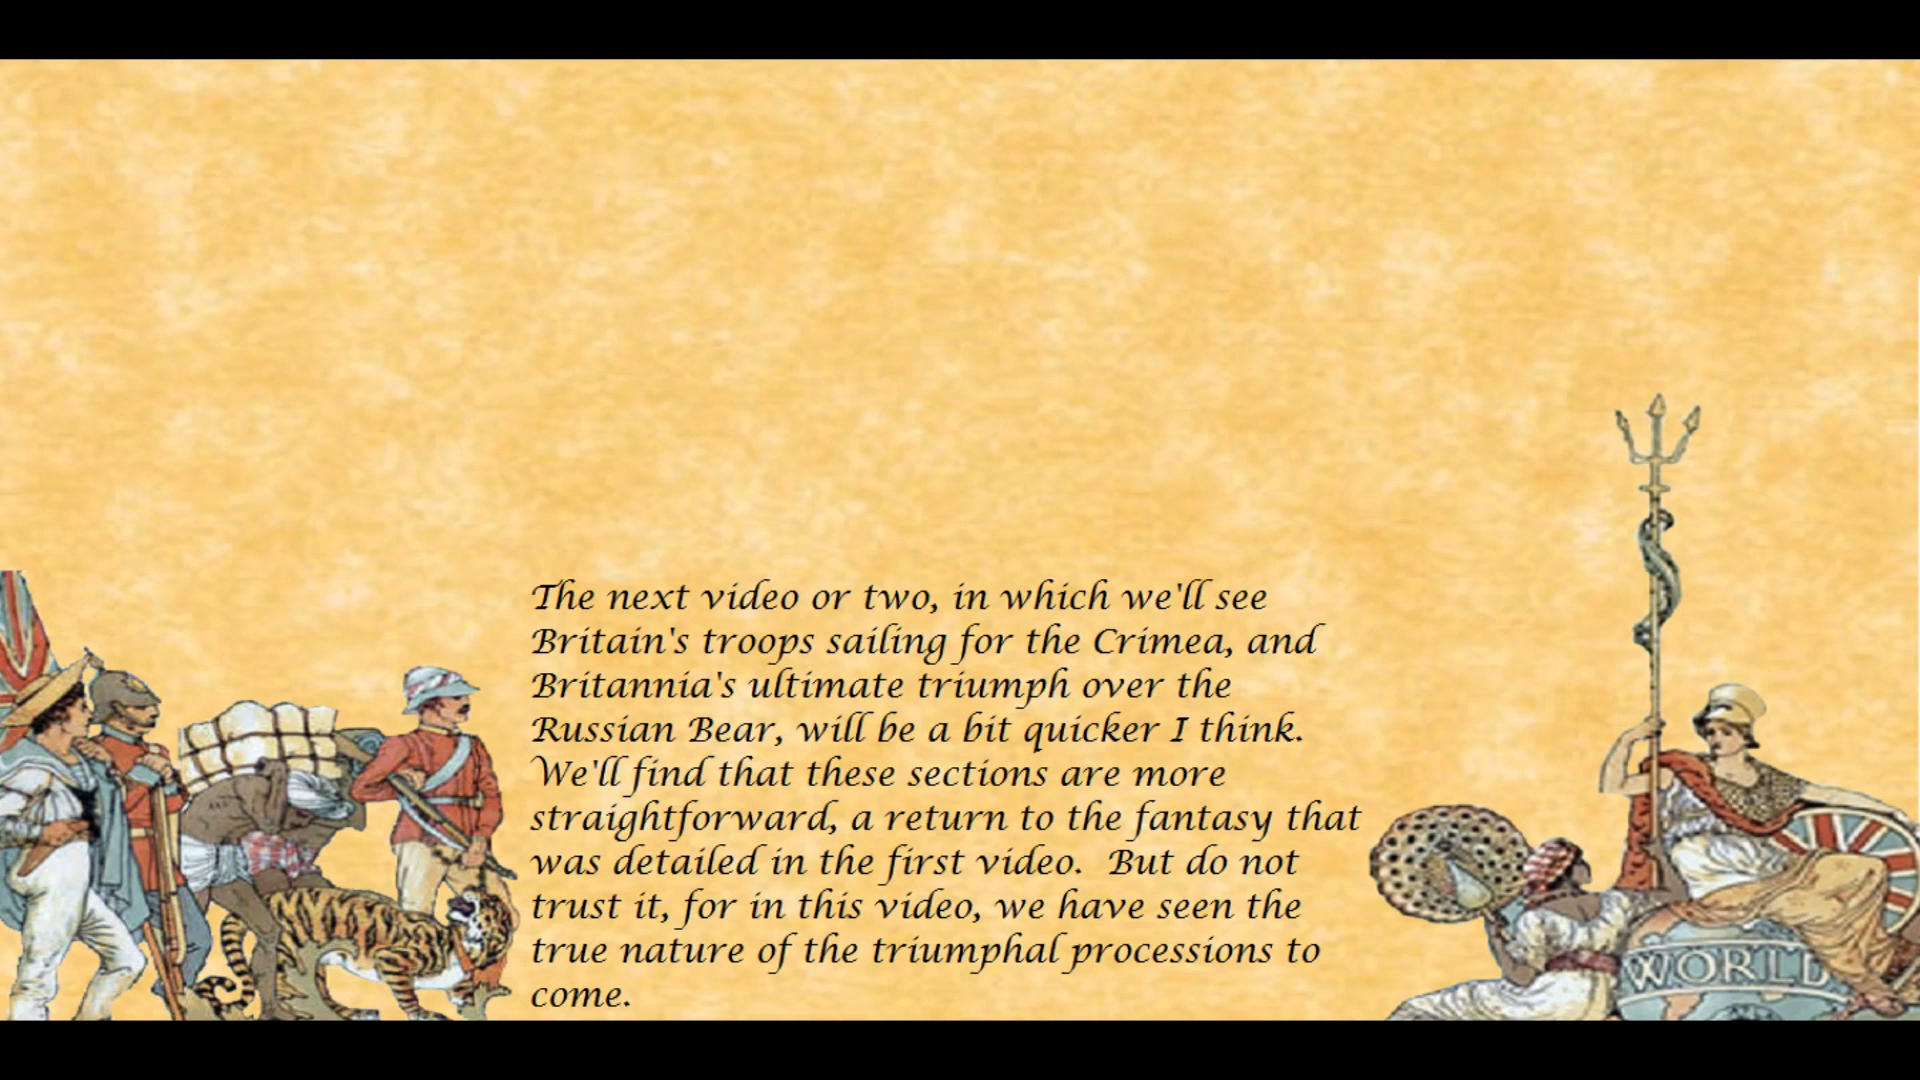 The next video or two, in which we'll see
Britain's troops sailing for the Crimea, and
Britannia's ultimate triumph over the
Russian Bear, will be a bit quicker I think.
We'll find that these sections are more
straightforward, a return to the fantasy that
was detailed in the first video.  But do not
trust it, for in this video, we have seen the
true nature of the triumphal processions to
come.
WORLD